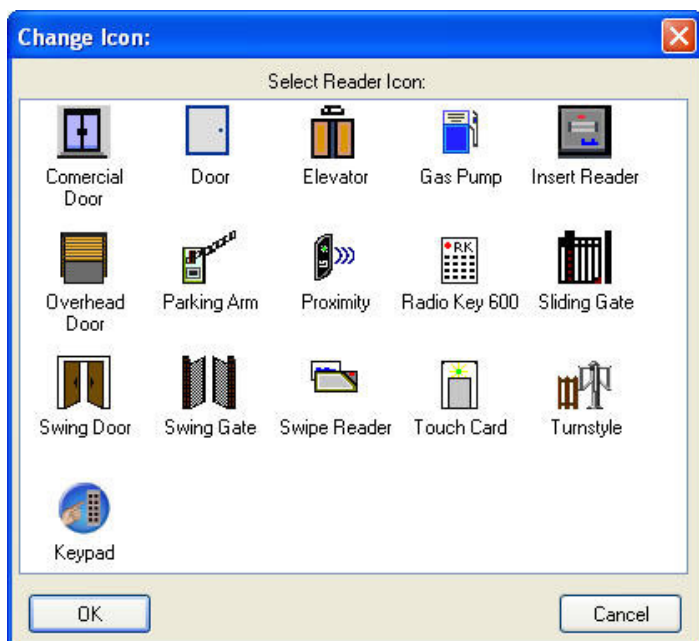 Change Icon:
Select Reader Icon:
Comercial
Door
Door
Elevator
Gas Pump
Insert Reader
Overhead
Door
Parking Arm
Proximity
RK
Radio Key 600
Sliding Gate
Swing Door
Swing Gate
Swipe Reader
Touch Card
Turnstyle
Keypad
OK
Cancel